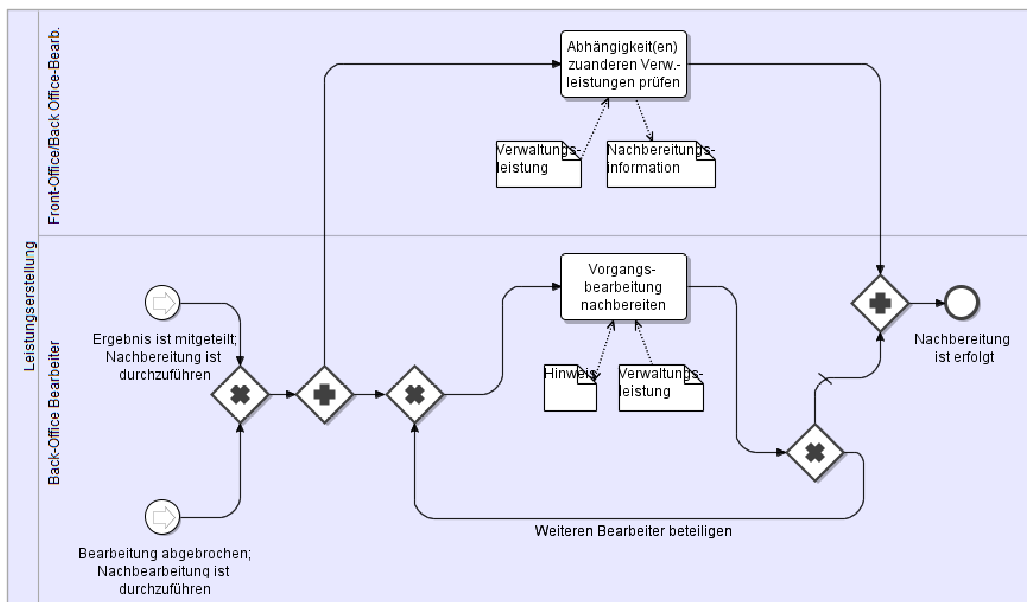 Leistungserstellung
Front-Office/Back Office-Bearb.
Abhängigkeit(en)
zuanderen Verw.-
leistungen prüfen
Verwaltungs-
leistung
Nachbereitungs-
information
Back-Office Bearbeiter
Ergebnis ist mitgeteilt;
Nachbereitung ist
durchzuführen
Vorgangs-
bearbeitung
nachbereiten
Hinweis
Verwaltungs-
leistung
Nachbereitung
ist erfolgt
Weiteren Bearbeiter beteiligen
Bearbeitung abgebrochen;
Nachbearbeitung ist
durchzuführen